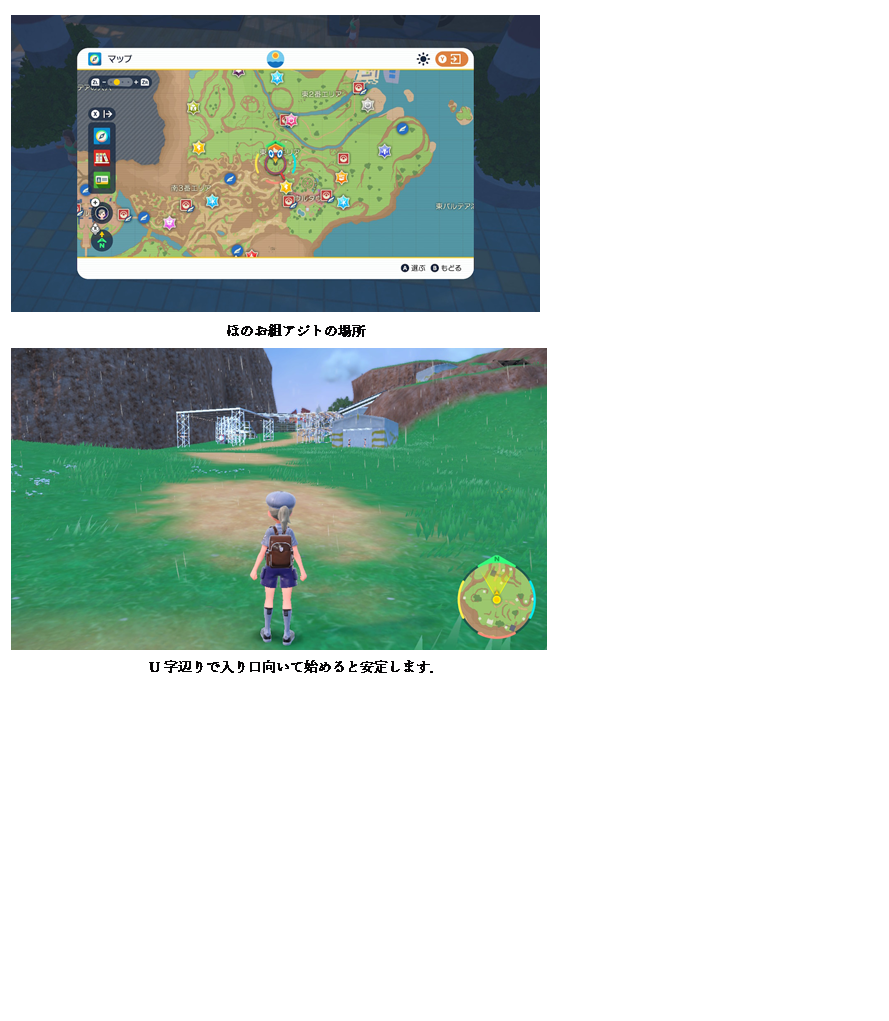 マップ
Y
ZL - + ZR
X
南3番エリア
東パルデア
A 選ぶ B もどる
N
ほのお組アジトの場所
N
U字辺りで入り口向いて始めると安定します.